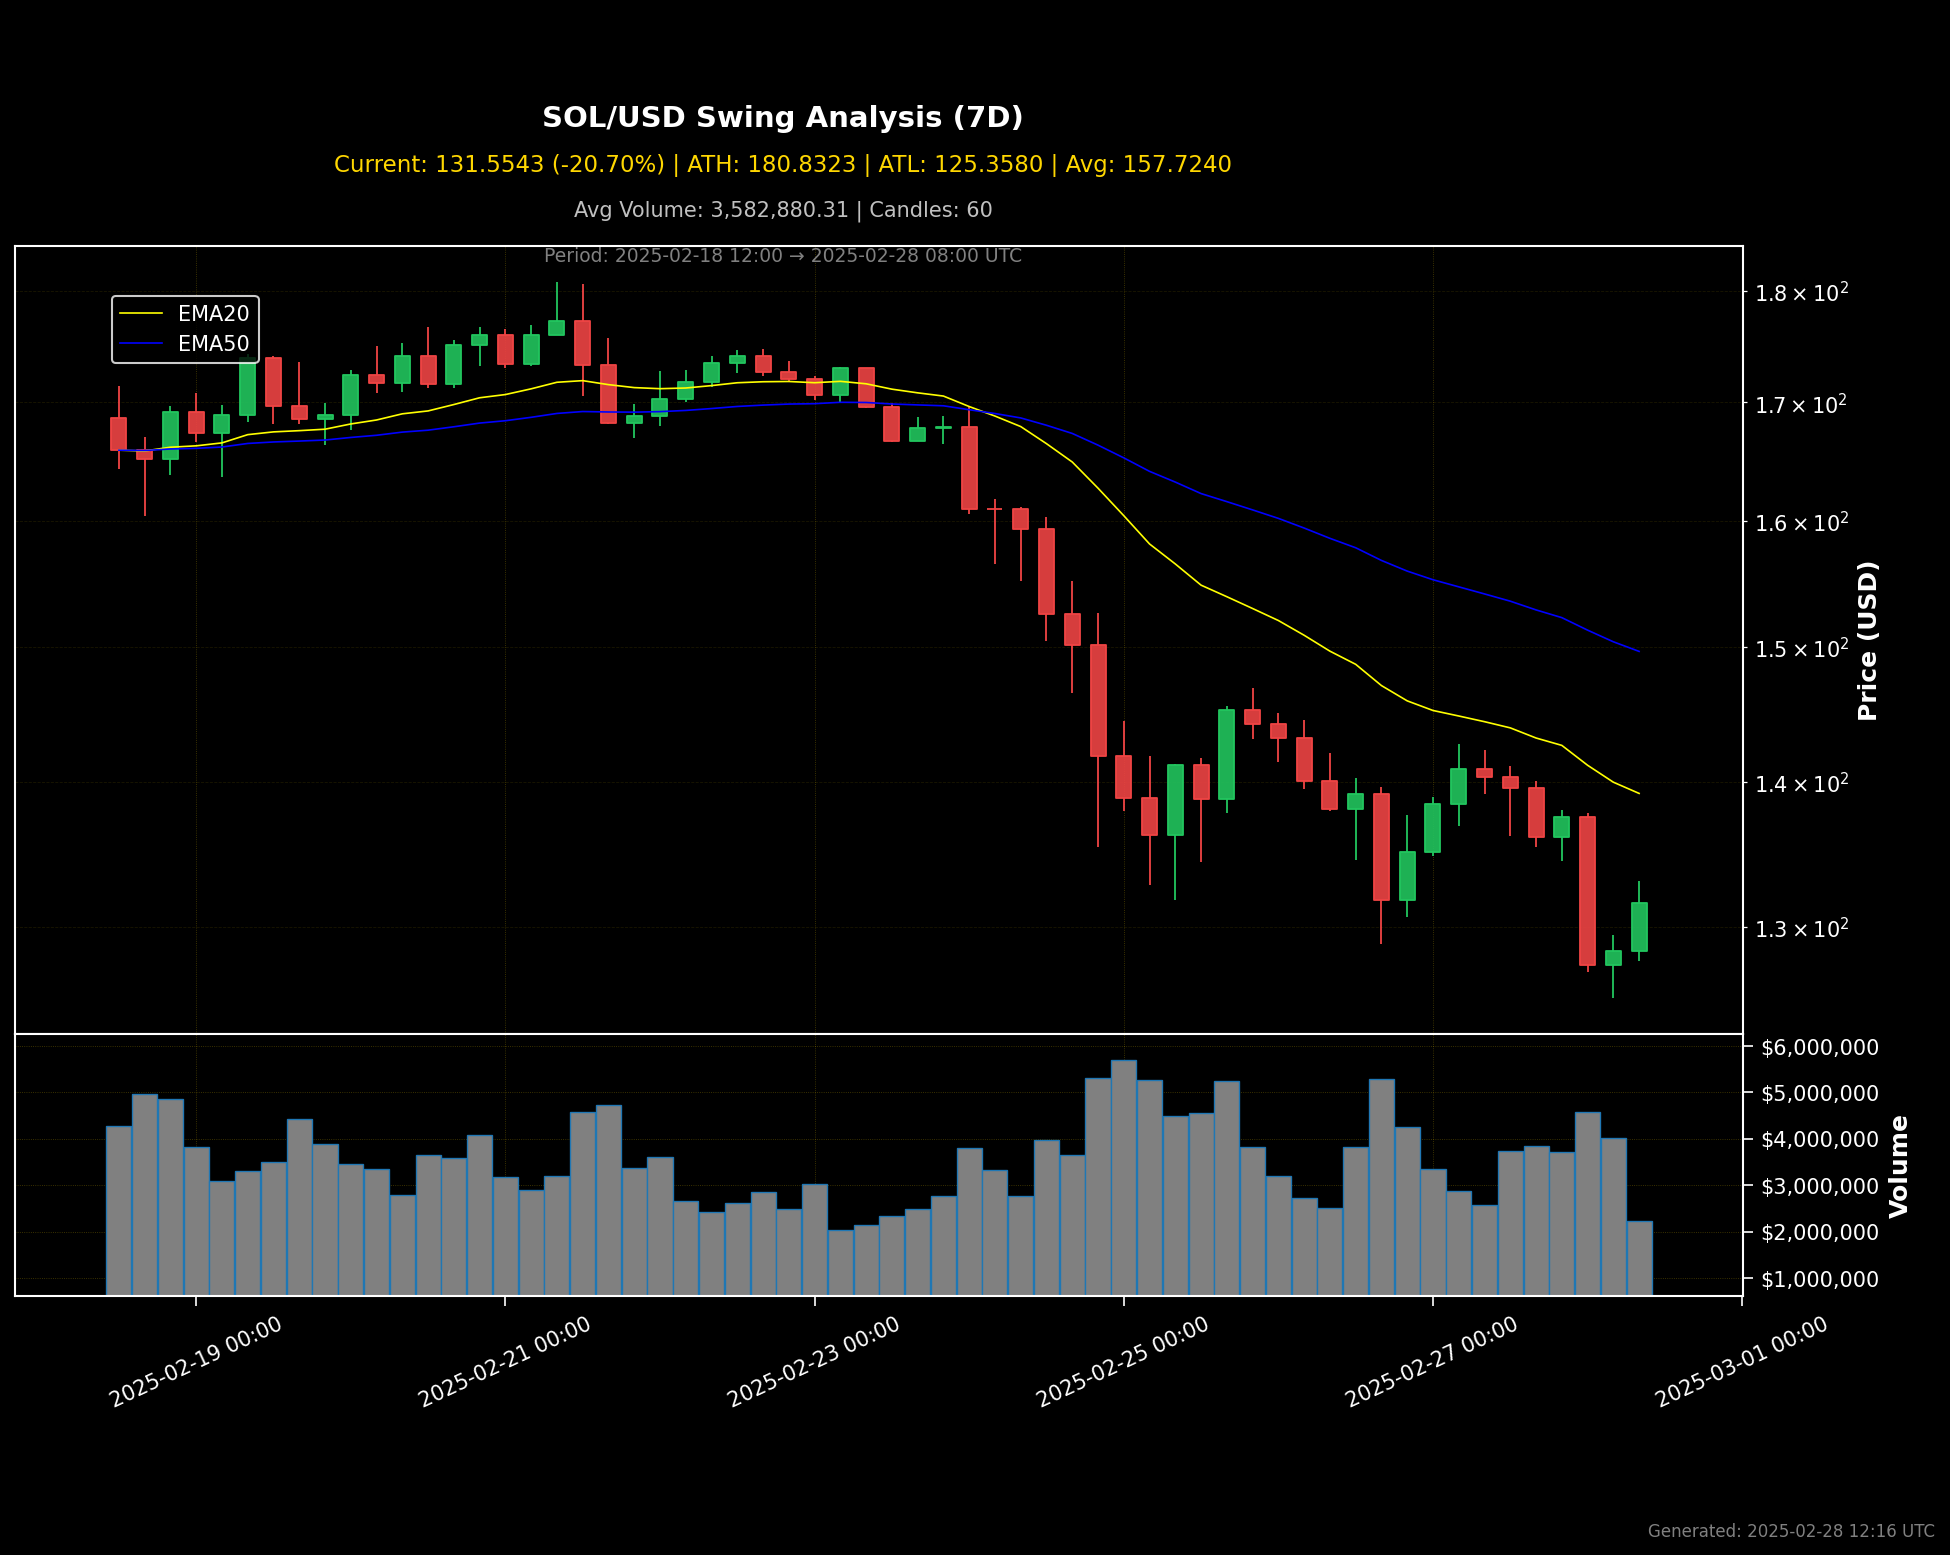 SOL/USD Swing Analysis (7D)
Current: 131.5543 (-20.70%) | ATH: 180.8323 | ATL: 125.3580 | Avg: 157.7240
Avg Volume: 3,582,880.31 | Candles: 60
Period: 2025-02-18 12:00 → 2025-02-28 08:00 UTC
EMA20
EMA50
1.8 × 10²
1.7 × 10²
1.6 × 10²
1.5 × 10²
1.4 × 10²
1.3 × 10²
Price (USD)
$6,000,000
$5,000,000
$4,000,000
$3,000,000
$2,000,000
$1,000,000
Volume
2025-02-19 00:00
2025-02-21 00:00
2025-02-23 00:00
2025-02-25 00:00
2025-02-27 00:00
2025-03-01 00:00
Generated: 2025-02-28 12:16 UTC